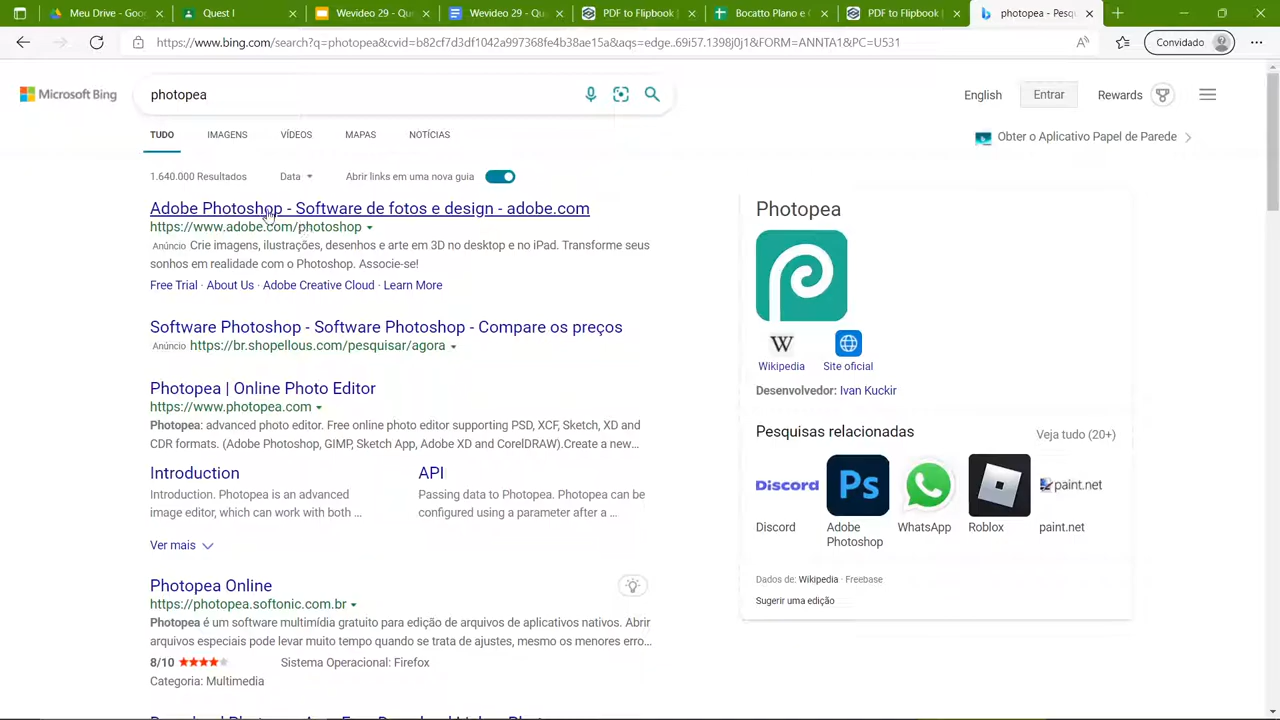 Meu Drive - Goo
Quest I
Wevideo 29 - Qu
Wevideo 29 - Qu
PDF to Flipbook
Bocatto Plano e C
PDF to Flipbook
photopea - Pesq
https://www.bing.com/search?q=photopea&cvid=b82cf7d3df1042a997368fe4b38ae15a&aqs=edge..69i57.1398j0j1&FORM=ANNTA1&PC=U531
Convidado
Microsoft Bing
photopea
English
Entrar
Rewards
TUDO
IMAGENS
VÍDEOS
MAPAS
NOTÍCIAS
Obter o Aplicativo Papel de Parede
1.640.000 Resultados
Data
Abrir links em uma nova guia
Adobe Photoshop - Software de fotos e design - adobe.com
https://www.adobe.com/photoshop
Anúncio Crie imagens, ilustrações, desenhos e arte em 3D no desktop e no iPad. Transforme seus
sonhos em realidade com o Photoshop. Associe-se!
Free Trial · About Us · Adobe Creative Cloud · Learn More
Software Photoshop - Software Photoshop - Compare os preços
Anúncio https://br.shopellous.com/pesquisar/agora
Photopea | Online Photo Editor
https://www.photopea.com
Photopea: advanced photo editor. Free online photo editor supporting PSD, XCF, Sketch, XD and
CDR formats. (Adobe Photoshop, GIMP, Sketch App, Adobe XD and CorelDRAW).Create a new…
Introduction
Introduction. Photopea is an advanced
image editor, which can work with both …
API
Passing data to Photopea. Photopea can be
configured using a parameter after a …
Ver mais
Photopea Online
https://photopea.softonic.com.br
Photopea é um software multimídia gratuito para edição de arquivos de aplicativos nativos. Abrir
arquivos especiais pode levar muito tempo quando se trata de ajustes, mesmo os menores erro…
8/10
Sistema Operacional: Firefox
Categoria: Multimedia
Photopea
W
Wikipedia
Site oficial
Desenvolvedor: Ivan Kuckir
Pesquisas relacionadas
Veja tudo (20+)
Discord
Ps
paint.net
Discord
Adobe
Photoshop
WhatsApp
Roblox
paint.net
Dados de: Wikipedia · Freebase
Sugerir uma edição